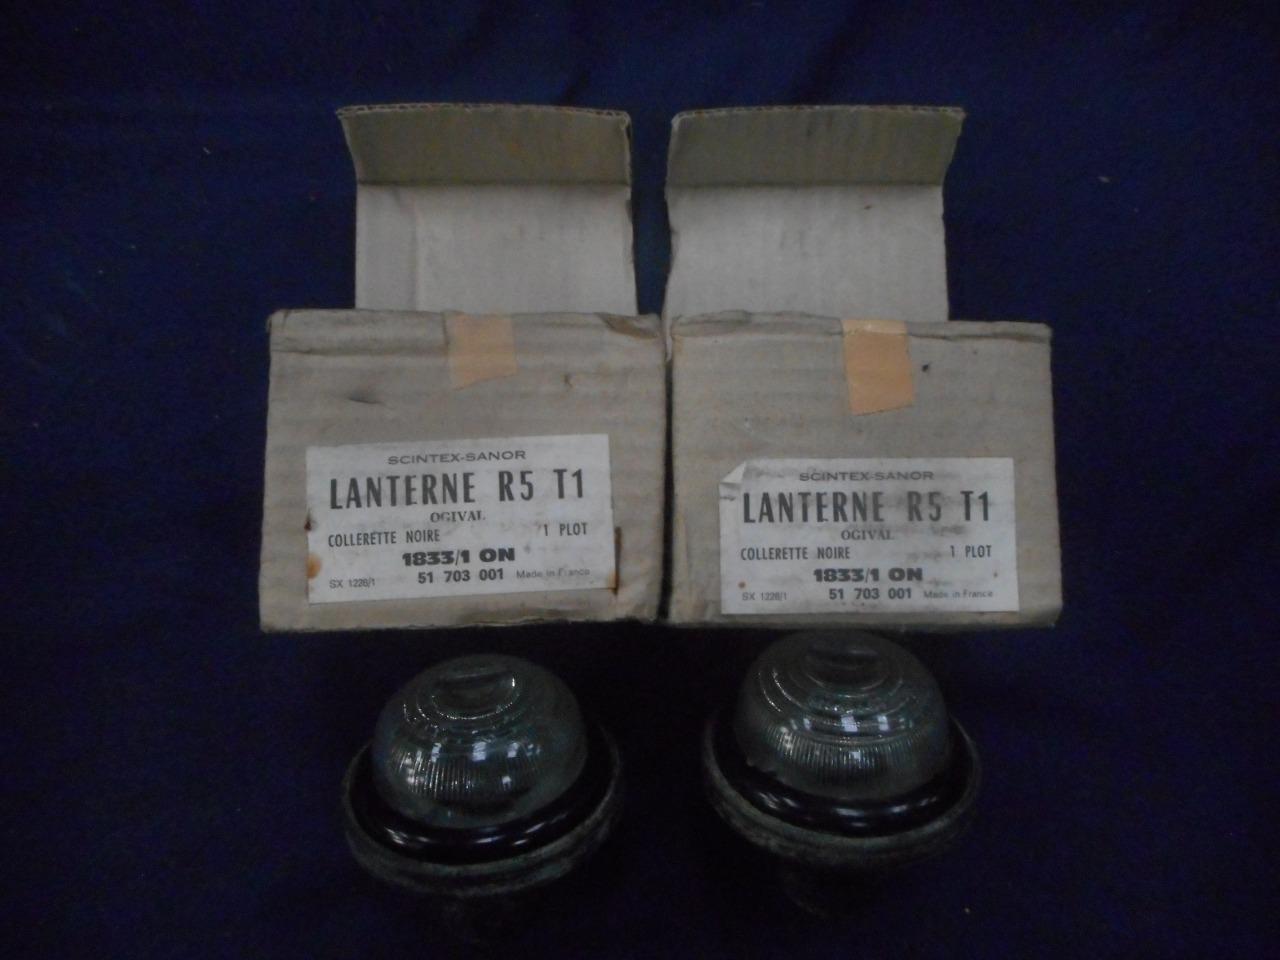 SCINTEX-SANOR
LANTERNE R5 T1
OGIVAL
COLLERETTE NOIRE 1 PLOT
1833/1 ON
SX 1226/1 51 703 001 Made in France
SCINTEX-SANOR
LANTERNE R5 T1
OGIVAL
COLLERETTE NOIRE 1 PLOT
1833/1 ON
SX 1226/1 51 703 001 Made in France